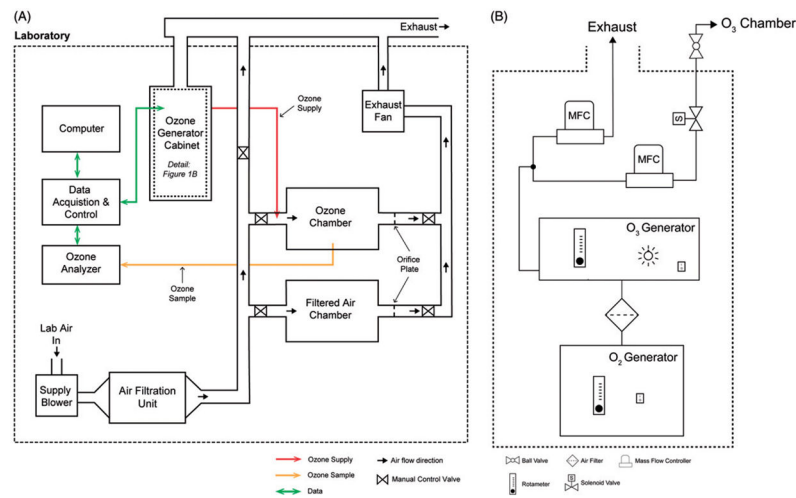 (A)
Laboratory
Exhaust
Computer
Data
Acquistion &
Control
Ozone
Analyzer
Ozone
Generator
Cabinet
Detail:
Figure 1B
Ozone
Supply
Exhaust
Fan
Ozone
Chamber
Orifice
Plate
Ozone
Sample
Filtered Air
Chamber
Lab Air
In
Supply
Blower
Air Filtration
Unit
Ozone Supply
Ozone Sample
Data
Air flow direction
Manual Control Valve
(B)
Exhaust
O₃ Chamber
MFC
S
MFC
O₃ Generator
O₂ Generator
Ball Valve
Air Filter
Mass Flow Controller
Rotameter
S
Solenoid Valve